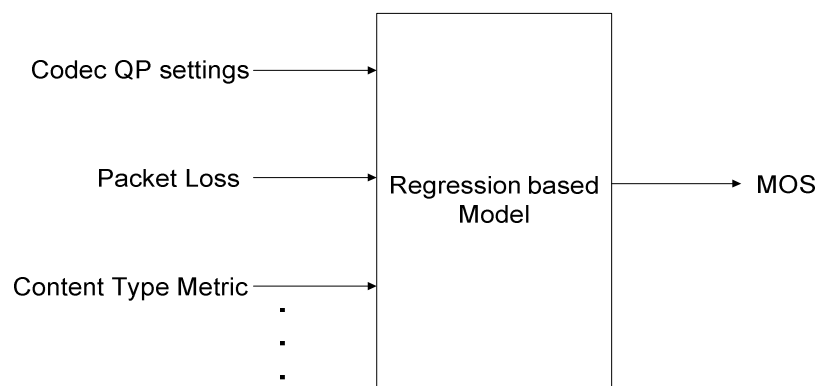 Codec QP settings
Packet Loss
Content Type Metric
Regression based
Model
MOS